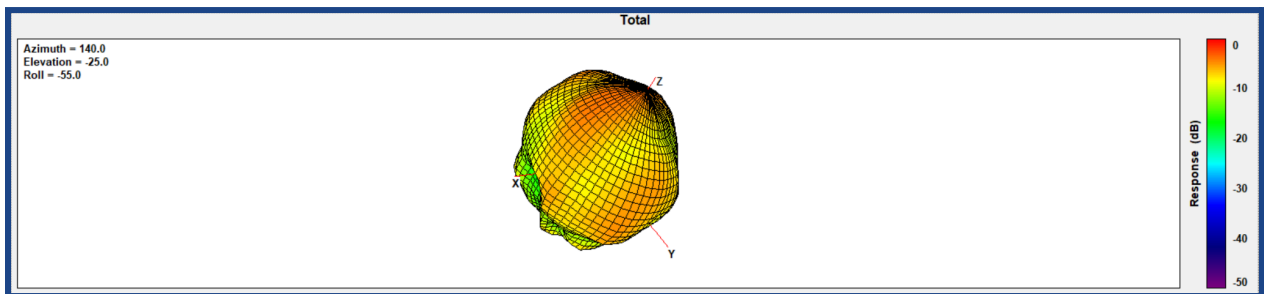 Total
Azimuth = 140.0
Elevation = -25.0
Roll = -55.0
Z
X
Y
0
-10
-20
-30
-40
-50
Response (dB)